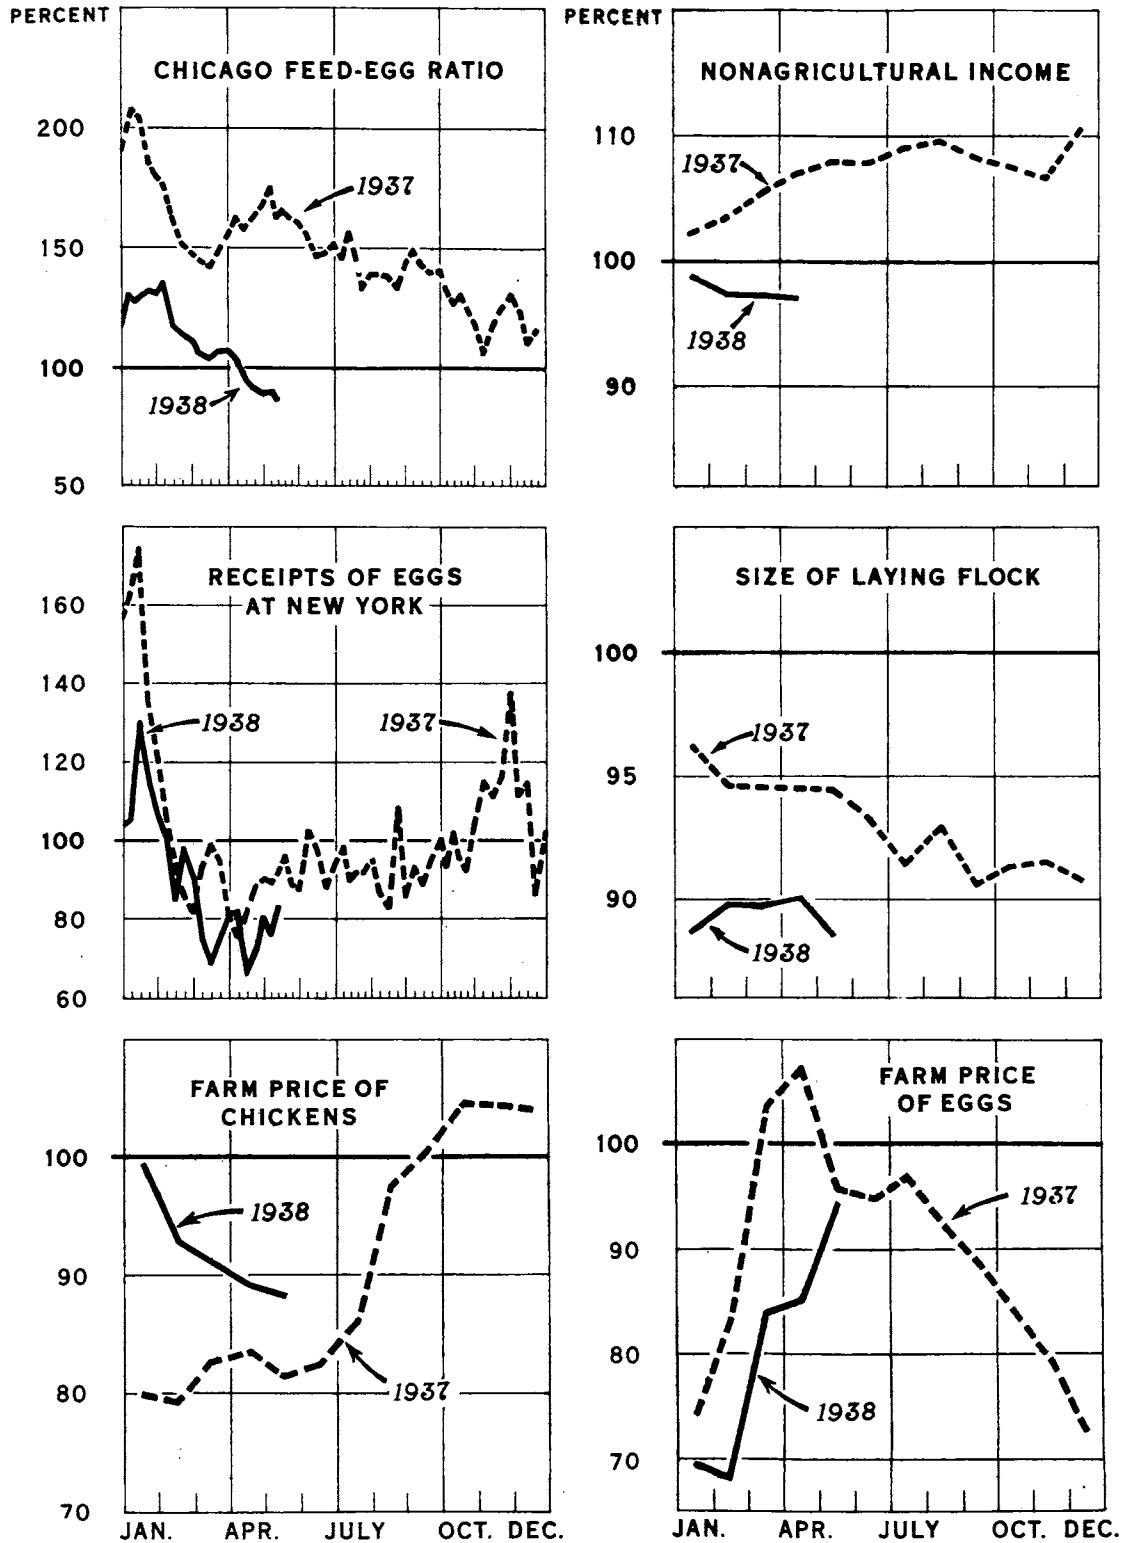 PERCENT
CHICAGO FEED-EGG RATIO
200
1937
150
100
1938
50
PERCENT
NONAGRICULTURAL INCOME
110
1937
100
1938
90
RECEIPTS OF EGGS
AT NEW YORK
160
140
1938
1937
120
100
80
60
SIZE OF LAYING FLOCK
100
1937
95
90
1938
FARM PRICE OF
CHICKENS
100
1938
90
1937
80
70
JAN. APR. JULY OCT. DEC.
FARM PRICE
OF EGGS
100
1937
90
80
1938
70
JAN. APR. JULY OCT. DEC.